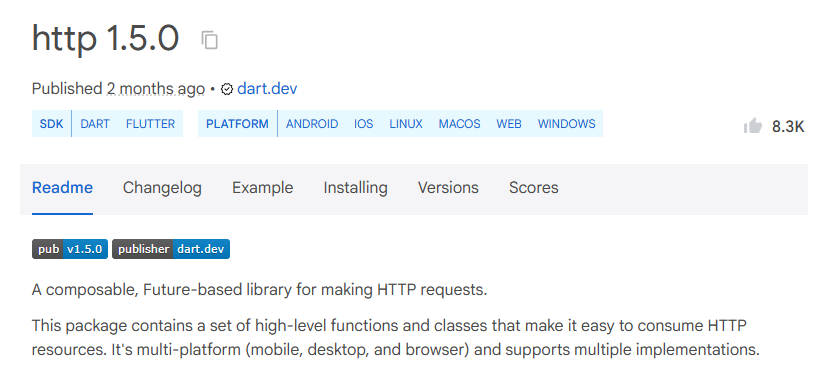 http 1.5.0
Published 2 months ago • dart.dev
SDK DART FLUTTER PLATFORM ANDROID IOS LINUX MACOS WEB WINDOWS
8.3K
Readme Changelog Example Installing Versions Scores
pub v1.5.0 publisher dart.dev
A composable, Future-based library for making HTTP requests.
This package contains a set of high-level functions and classes that make it easy to consume HTTP
resources. It's multi-platform (mobile, desktop, and browser) and supports multiple implementations.